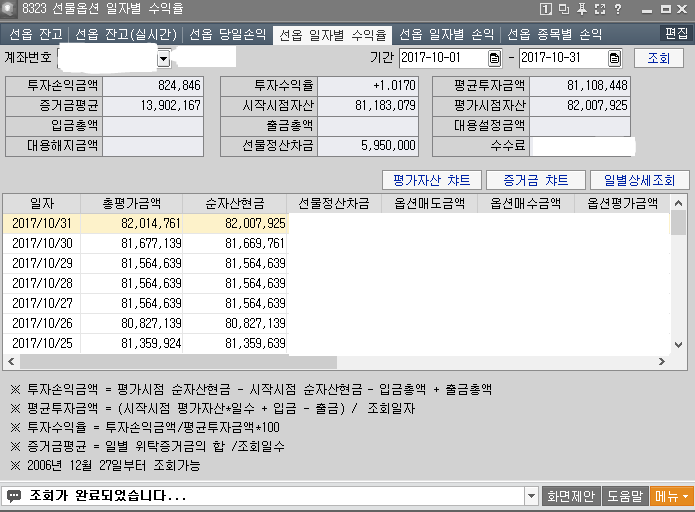 8323 선물옵션 일자별 수익율
선옵 잔고 선옵 잔고(실시간) 선옵 당일손익 선옵 일자별 수익율 선옵 일자별 손익 선옵 종목별 손익 편집
계좌번호 기간 2017-10-01 - 2017-10-31 조회
투자손익금액 824,846 투자수익율 +1.0170 평균투자금액 81,108,448
증거금평균 13,902,167 시작시점자산 81,183,079 평가시점자산 82,007,925
입금총액 출금총액 대용설정금액
대용해지금액 선물정산차금 5,950,000 수수료
평가자산 챠트 증거금 챠트 일별상세조회
일자 총평가금액 순자산현금 선물정산차금 옵션매도금액 옵션매수금액 옵션평가금액
2017/10/31 82,014,761 82,007,925
2017/10/30 81,677,139 81,669,761
2017/10/29 81,564,639 81,564,639
2017/10/28 81,564,639 81,564,639
2017/10/27 81,564,639 81,564,639
2017/10/26 80,827,139 80,827,139
2017/10/25 81,359,924 81,359,639
※ 투자손익금액 = 평가시점 순자산현금 - 시작시점 순자산현금 - 입금총액 + 출금총액
※ 평균투자금액 = (시작시점 평가자산*일수 + 입금 - 출금) / 조회일자
※ 투자수익율 = 투자손익금액/평균투자금액*100
※ 증거금평균 = 일별 위탁증거금의 합 /조회일수
※ 2006년 12월 27일부터 조회가능
조회가 완료되었습니다... 화면제안 도움말 메뉴